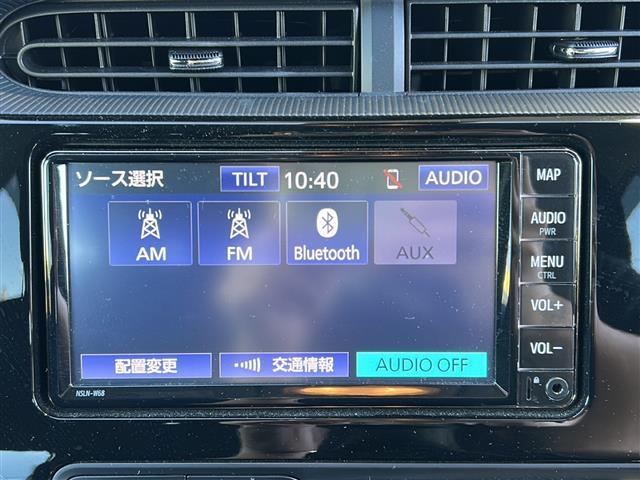 ソース選択 TILT 10:40 AUDIO
AM FM Bluetooth AUX
配置変更 交通情報 AUDIO OFF
NSLN-W68
MAP
AUDIO
PWR
MENU
CTRL
VOL+
VOL-